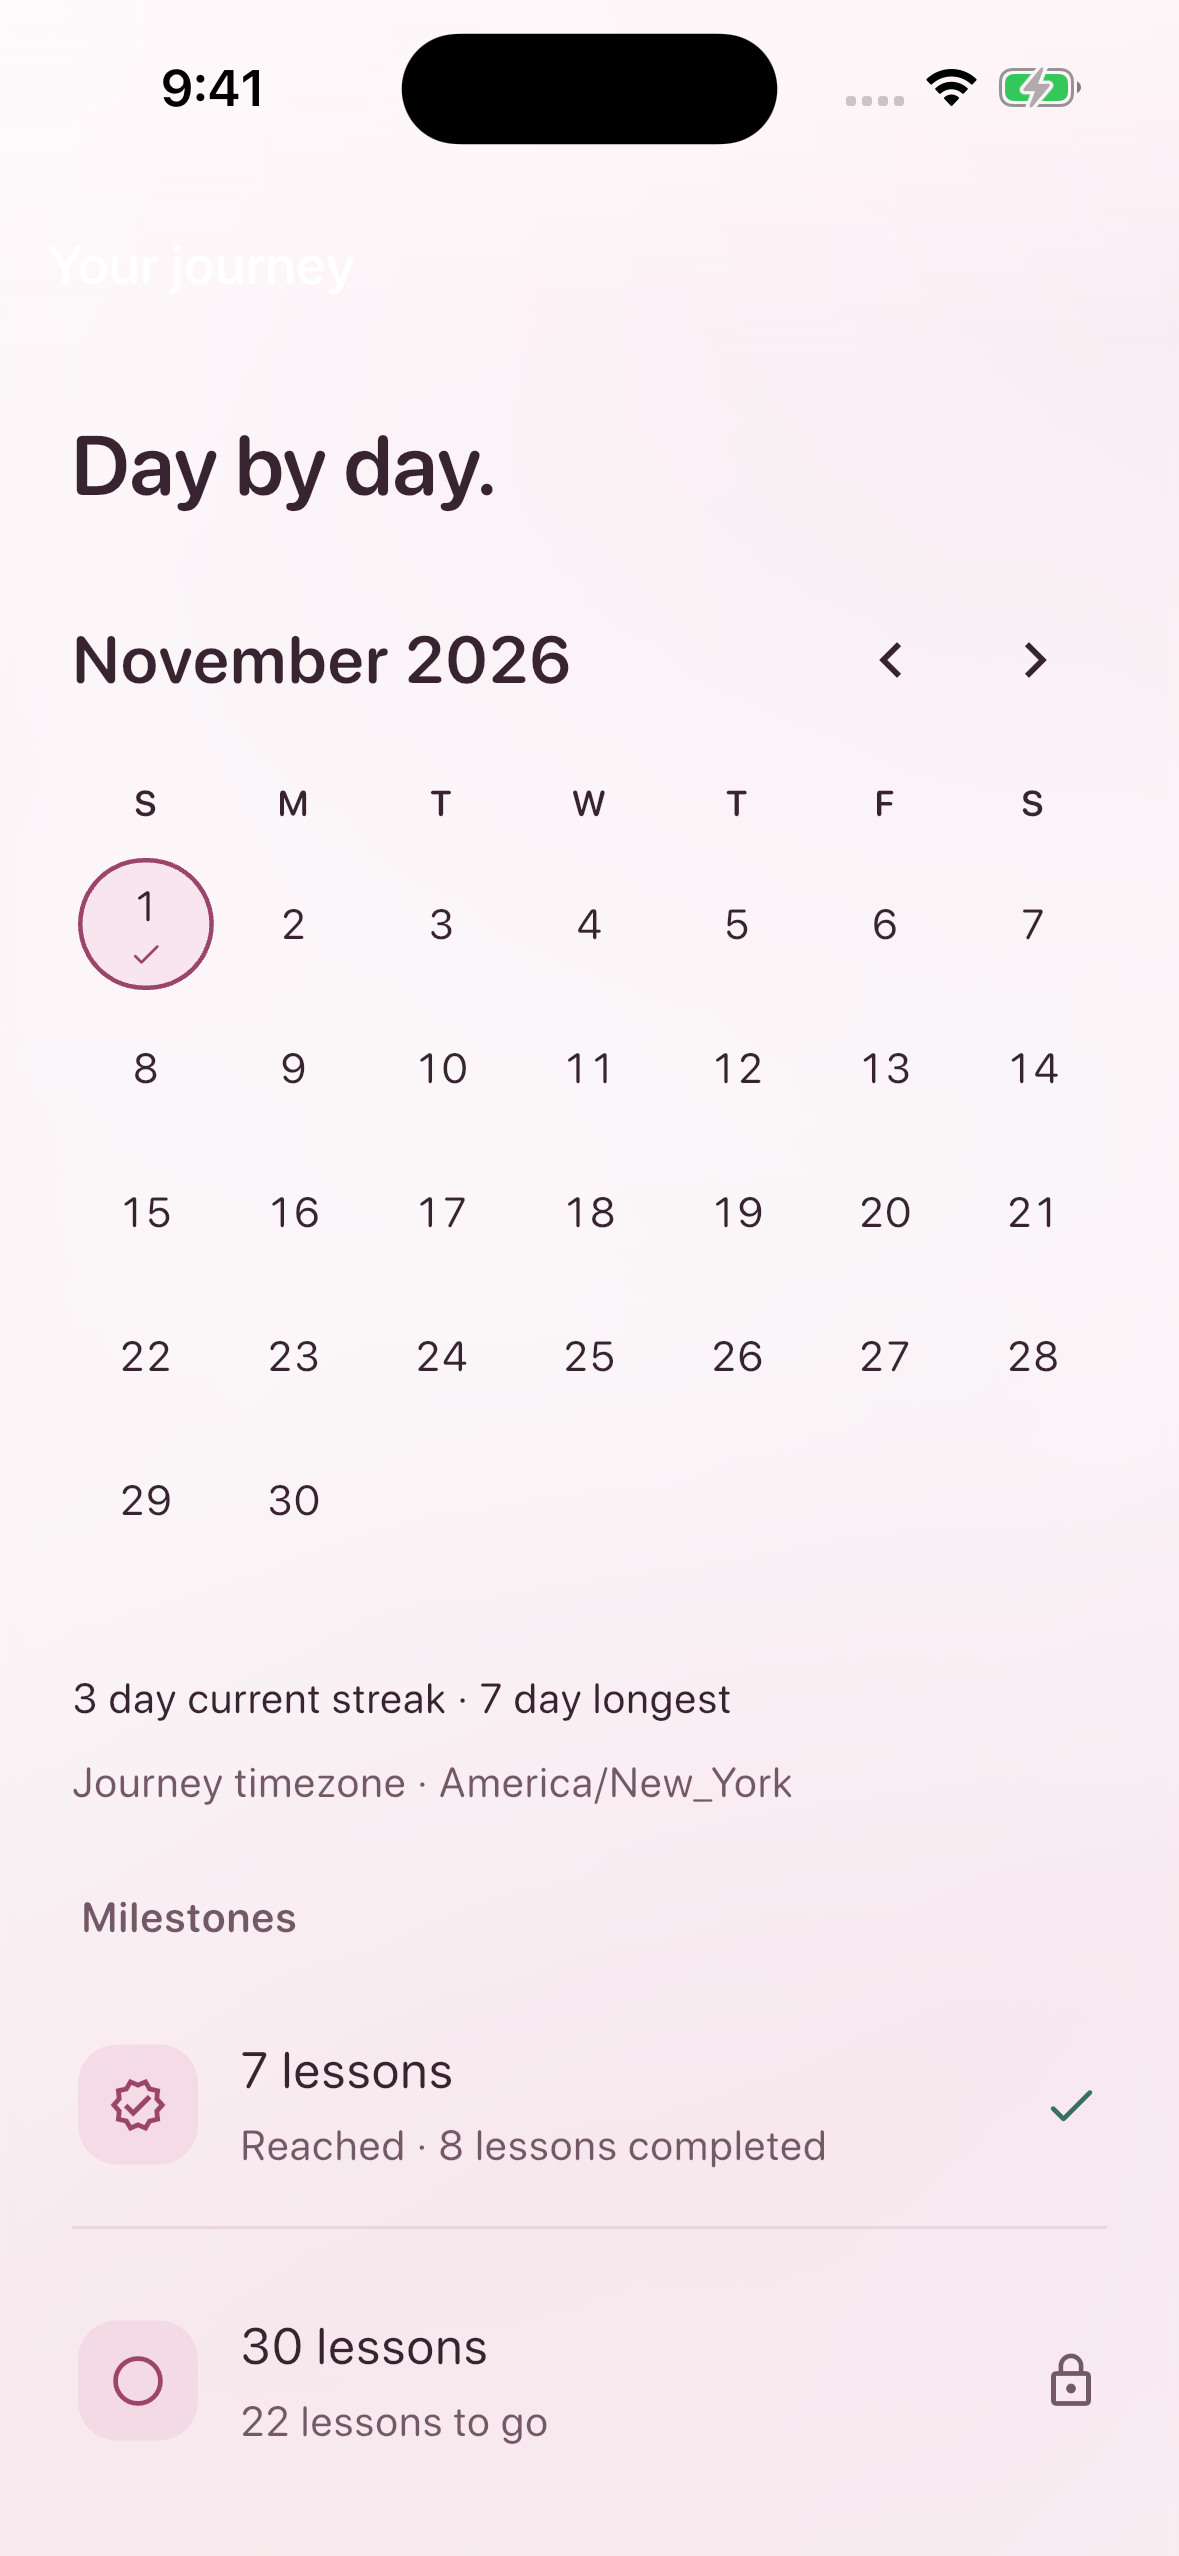 9:41
Your journey
Day by day.
November 2026
S M T W T F S
1 2 3 4 5 6 7
8 9 10 11 12 13 14
15 16 17 18 19 20 21
22 23 24 25 26 27 28
29 30
3 day current streak · 7 day longest
Journey timezone · America/New_York
Milestones
7 lessons
Reached · 8 lessons completed
30 lessons
22 lessons to go